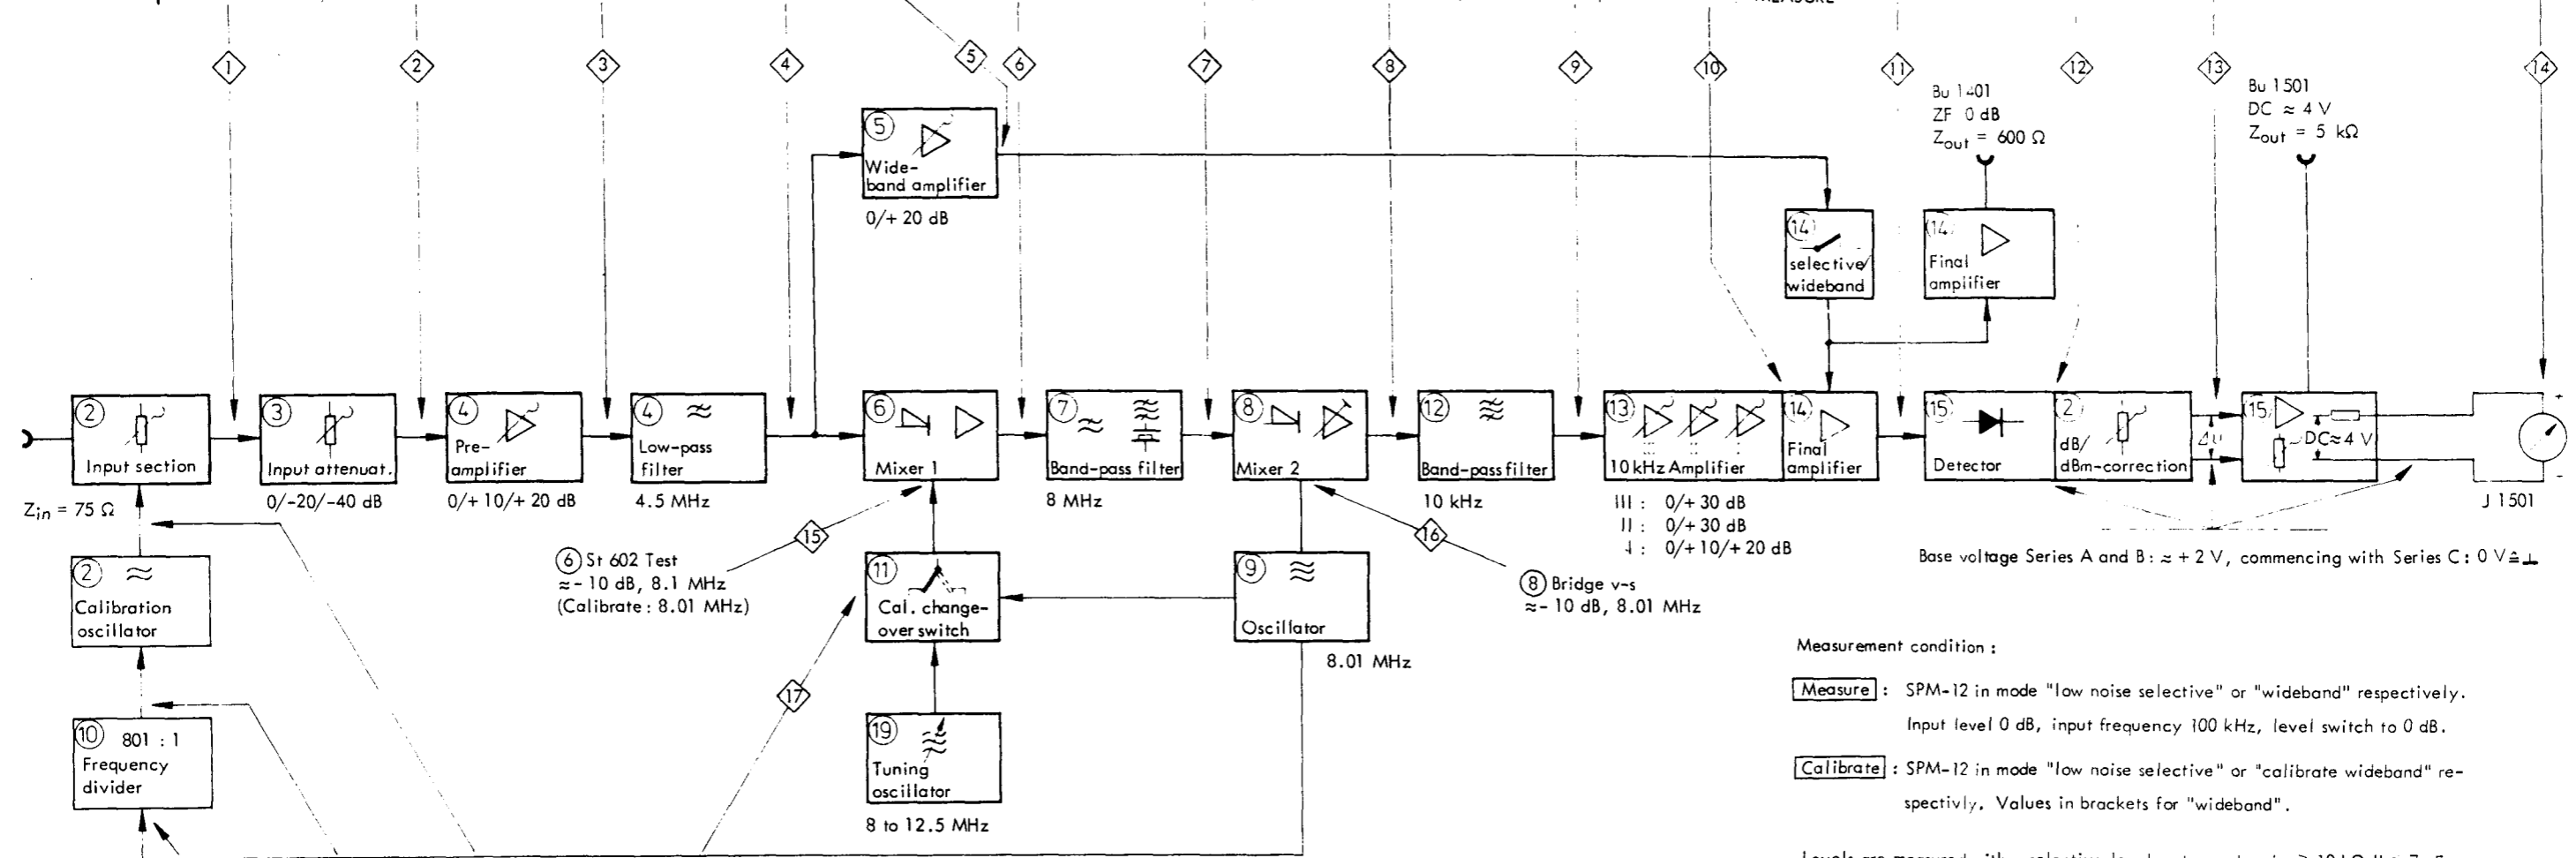 MEASURE
1
2
3
4
5
6
7
8
9
10
11
12
13
14
Bu 1401
ZF 0 dB
Zout = 600 Ω
Bu 1501
DC ≈ 4 V
Zout = 5 kΩ
5
Wide-
band amplifier
0/+ 20 dB
14
selective/
wideband
14
Final
amplifier
2
Input section
Zin = 75 Ω
3
Input attenuat.
0/-20/-40 dB
4
Pre-
amplifier
0/+ 10/+ 20 dB
4
Low-pass
filter
4.5 MHz
6
Mixer 1
7
Band-pass filter
8 MHz
8
Mixer 2
12
Band-pass filter
10 kHz
13
10 kHz Amplifier
III : 0/+ 30 dB
II : 0/+ 30 dB
I : 0/+ 10/+ 20 dB
14
Final
amplifier
15
Detector
2
dB/
dBm-correction
15
DC≈4 V
+
-
J 1501
Base voltage Series A and B: ≈ + 2 V, commencing with Series C: 0 V≙⊥
15
6 St 602 Test
≈- 10 dB, 8.1 MHz
(Calibrate : 8.01 MHz)
16
8 Bridge v-s
≈- 10 dB, 8.01 MHz
2
Calibration
oscillator
11
Cal. change-
over switch
9
Oscillator
8.01 MHz
17
10 801 : 1
Frequency
divider
19
Tuning
oscillator
8 to 12.5 MHz
Measurement condition :
Measure : SPM-12 in mode "low noise selective" or "wideband" respectively.
Input level 0 dB, input frequency 100 kHz, level switch to 0 dB.
Calibrate : SPM-12 in mode "low noise selective" or "calibrate wideband" re-
spectivly. Values in brackets for "wideband".
Levels are measured with selective level